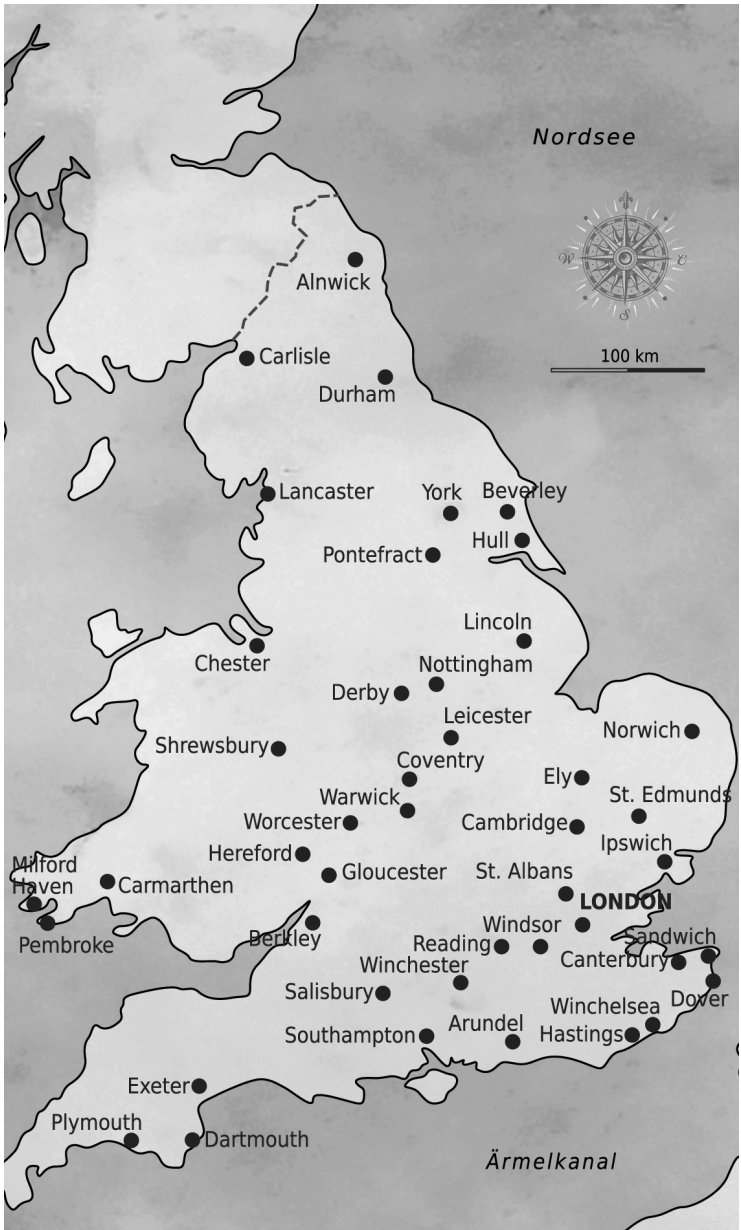 Nordsee
W
S
Alnwick
100 km
Carlisle
Durham
Lancaster
York
Beverley
Hull
Pontefract
Lincoln
Chester
Nottingham
Derby
Leicester
Norwich
Shrewsbury
Coventry
Ely
St. Edmunds
Warwick
Worcester
Cambridge
Ipswich
Hereford
Milford
Haven
Carmarthen
Gloucester
St. Albans
LONDON
Windsor
Sandwich
Berkley
Pembroke
Reading
Canterbury
Winchester
Salisbury
Dover
Winchelsea
Arundel
Hastings
Southampton
Exeter
Plymouth
Dartmouth
Ärmelkanal